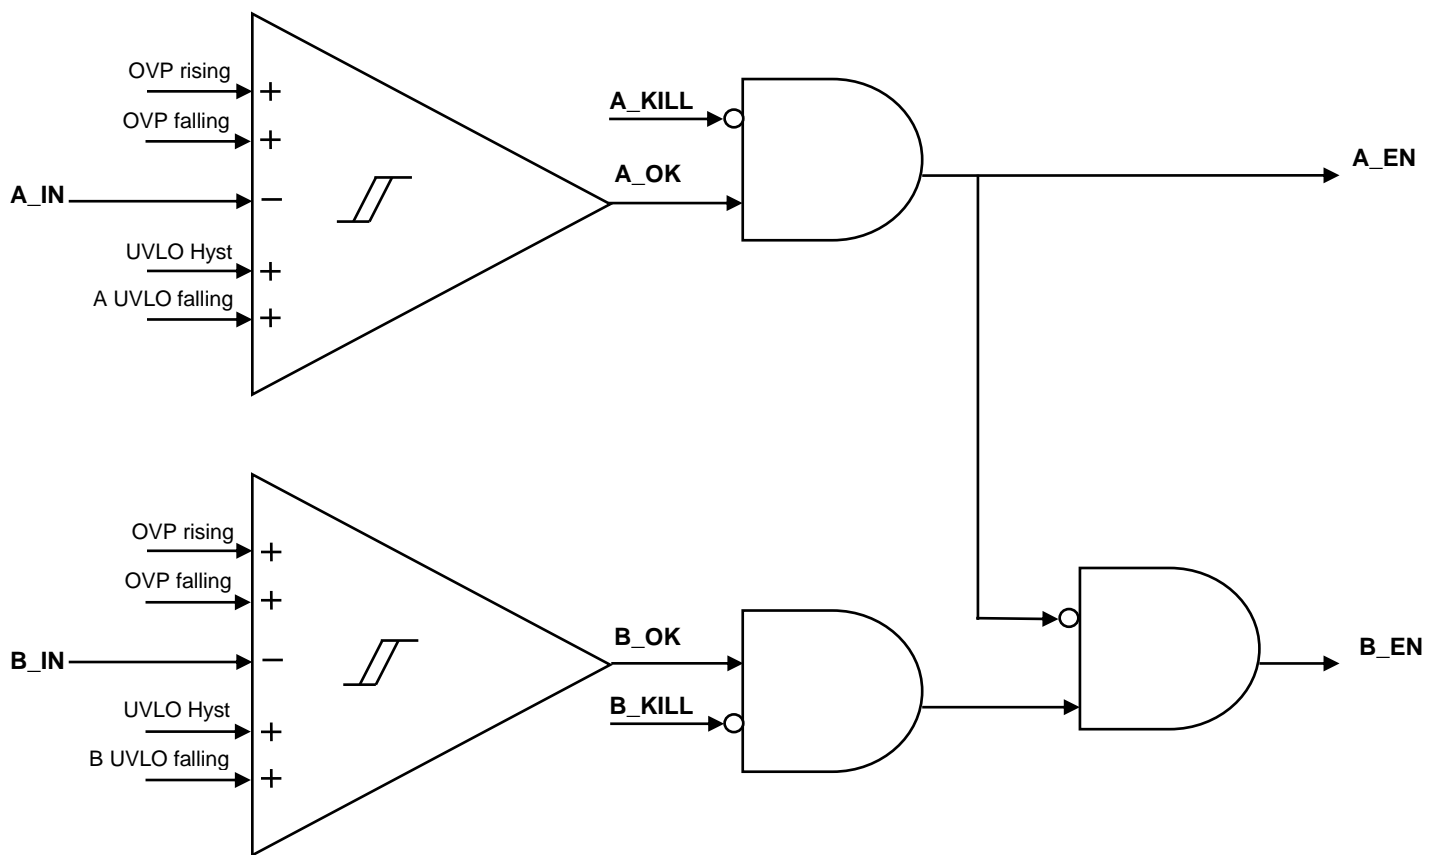 OVP rising
OVP falling
A_IN
UVLO Hyst
A UVLO falling
A_KILL
A_OK
A_EN
OVP rising
OVP falling
B_IN
UVLO Hyst
B UVLO falling
B_OK
B_KILL
B_EN